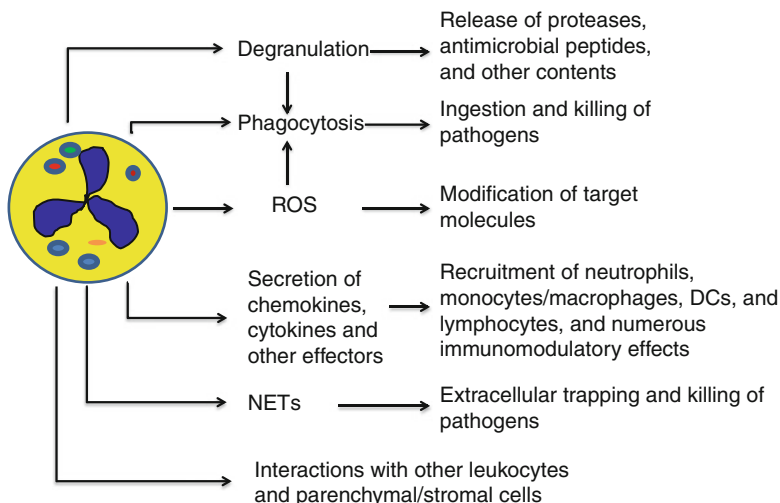 Degranulation
Release of proteases,
antimicrobial peptides,
and other contents
Phagocytosis
Ingestion and killing of
pathogens
ROS
Modification of target
molecules
Secretion of
chemokines,
cytokines and
other effectors
Recruitment of neutrophils,
monocytes/macrophages, DCs, and
lymphocytes, and numerous
immunomodulatory effects
NETs
Extracellular trapping and killing of
pathogens
Interactions with other leukocytes
and parenchymal/stromal cells